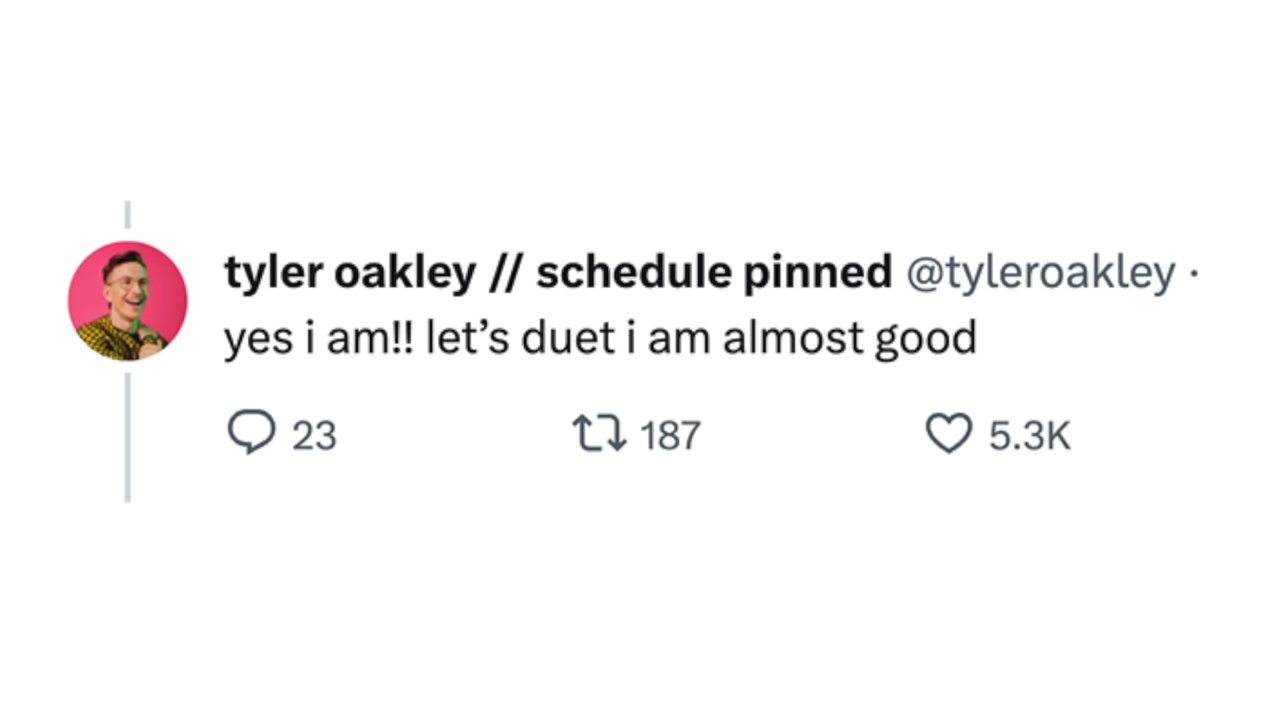 tyler oakley // schedule pinned @tyleroakley ·
yes i am!! let’s duet i am almost good
23 187 5.3K